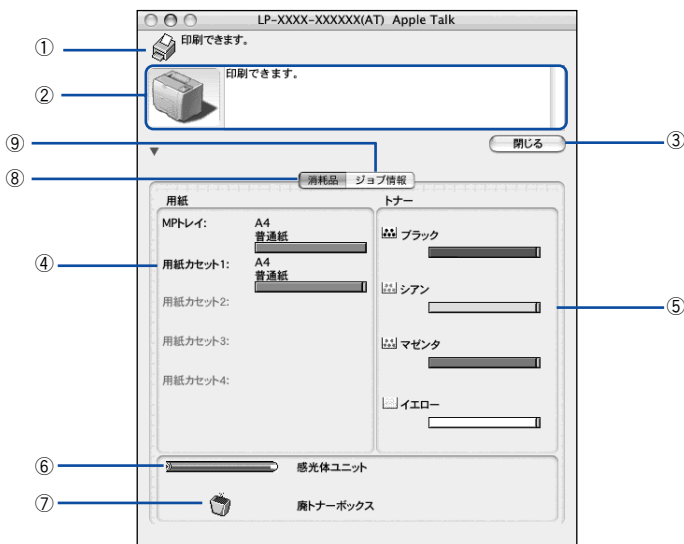 LP-XXXX-XXXXXX(AT) Apple Talk
① 印刷できます。
② 印刷できます。
③ 閉じる
⑨
⑧ 消耗品 ジョブ情報
用紙
MPトレイ: A4
普通紙
④ 用紙カセット1: A4
普通紙
用紙カセット2:
用紙カセット3:
用紙カセット4:
トナー
ブラック
シアン
⑤
マゼンタ
イエロー
⑥ 感光体ユニット
⑦ 廃トナーボックス